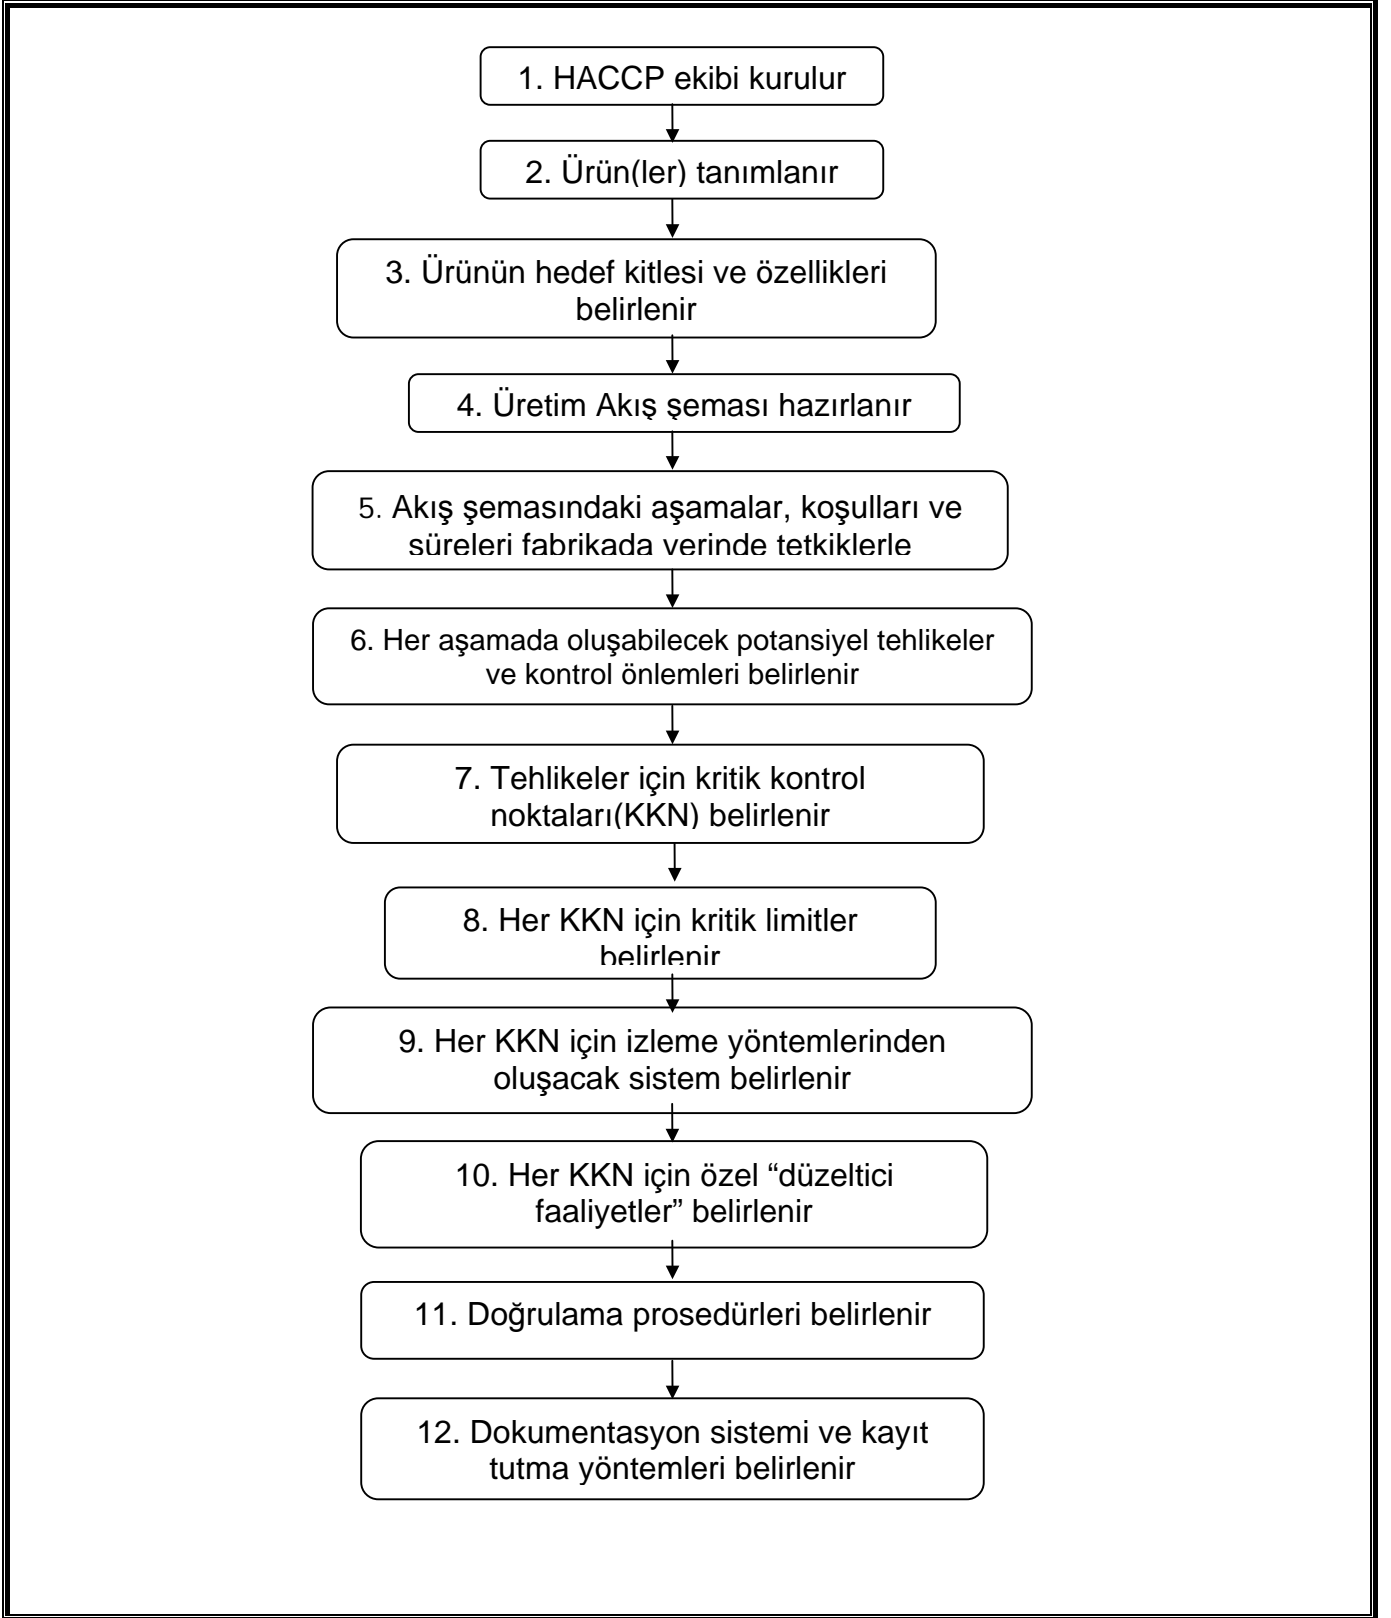 1. HACCP ekibi kurulur
2. Ürün(ler) tanımlanır
3. Ürünün hedef kitlesi ve özellikleri
belirlenir
4. Üretim Akış şeması hazırlanır
5. Akış şemasındaki aşamalar, koşulları ve
süreleri fabrikada yerinde tetkiklerle
6. Her aşamada oluşabilecek potansiyel tehlikeler
ve kontrol önlemleri belirlenir
7. Tehlikeler için kritik kontrol
noktaları(KKN) belirlenir
8. Her KKN için kritik limitler
belirlenir
9. Her KKN için izleme yöntemlerinden
oluşacak sistem belirlenir
10. Her KKN için özel “düzeltici
faaliyetler” belirlenir
11. Doğrulama prosedürleri belirlenir
12. Dokumentasyon sistemi ve kayıt
tutma yöntemleri belirlenir